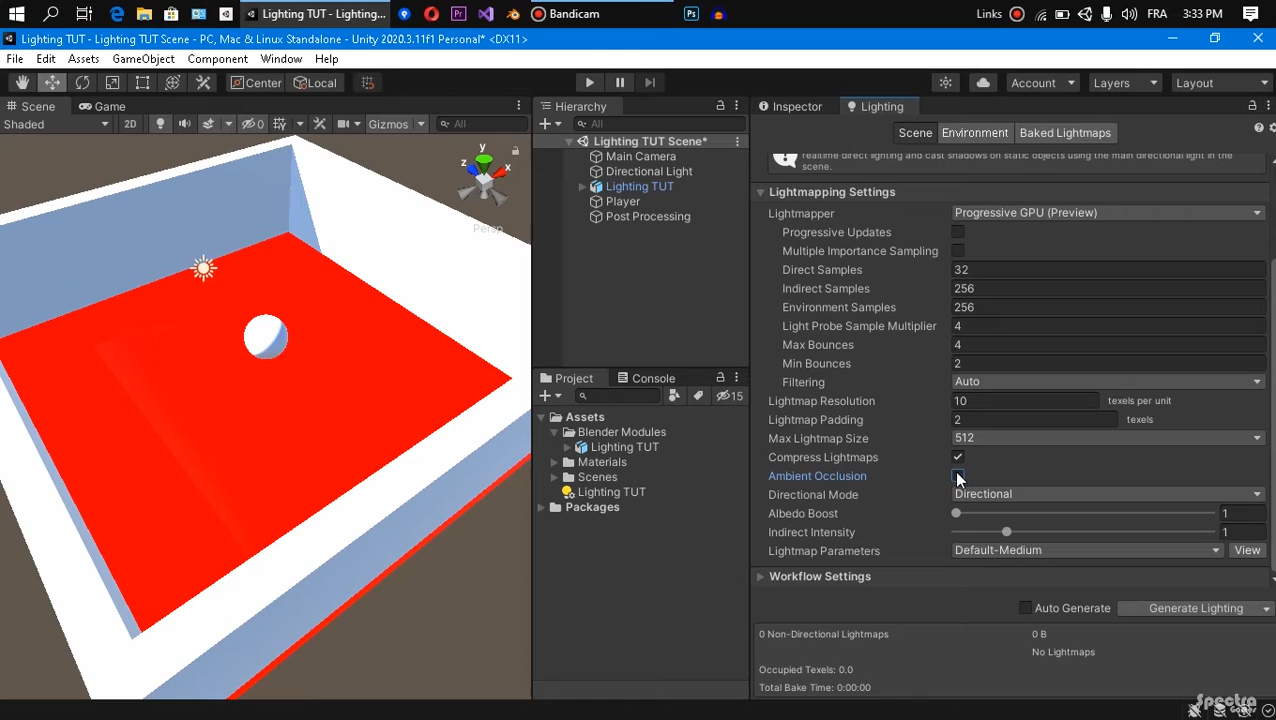 Lighting TUT - Lighting...
Bandicam
Links
FRA
3:33 PM
Lighting TUT - Lighting TUT Scene - PC, Mac & Linux Standalone - Unity 2020.3.11f1 Personal* <DX11>
File Edit Assets GameObject Component Window Help
Center Local
Account Layers Layout
Scene Game
Hierarchy
Inspector Lighting
Shaded 2D 0 Gizmos All
All
Scene Environment Baked Lightmaps
Lighting TUT Scene*
Main Camera
Directional Light
Lighting TUT
Player
Post Processing
y
z x
Persp
realtime direct lighting and cast shadows on static objects using the main directional light in the
scene.
Lightmapping Settings
Lightmapper Progressive GPU (Preview)
Progressive Updates
Multiple Importance Sampling
Direct Samples 32
Indirect Samples 256
Environment Samples 256
Light Probe Sample Multiplier 4
Max Bounces 4
Min Bounces 2
Filtering Auto
Lightmap Resolution 10 texels per unit
Lightmap Padding 2 texels
Max Lightmap Size 512
Compress Lightmaps
Ambient Occlusion
Directional Mode Directional
Albedo Boost 1
Indirect Intensity 1
Lightmap Parameters Default-Medium View
Workflow Settings
Auto Generate Generate Lighting
0 Non-Directional Lightmaps 0 B
No Lightmaps
Occupied Texels: 0.0
Total Bake Time: 0:00:00
Project Console
15
Assets
Blender Modules
Lighting TUT
Materials
Scenes
Lighting TUT
Packages
Spectra
Games